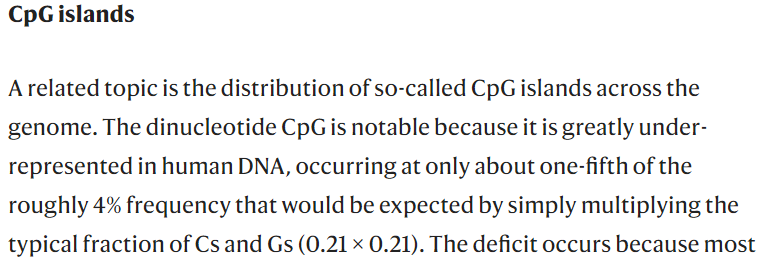 CpG islands
A related topic is the distribution of so-called CpG islands across the
genome. The dinucleotide CpG is notable because it is greatly under-
represented in human DNA, occurring at only about one-fifth of the
roughly 4% frequency that would be expected by simply multiplying the
typical fraction of Cs and Gs (0.21 × 0.21). The deficit occurs because most